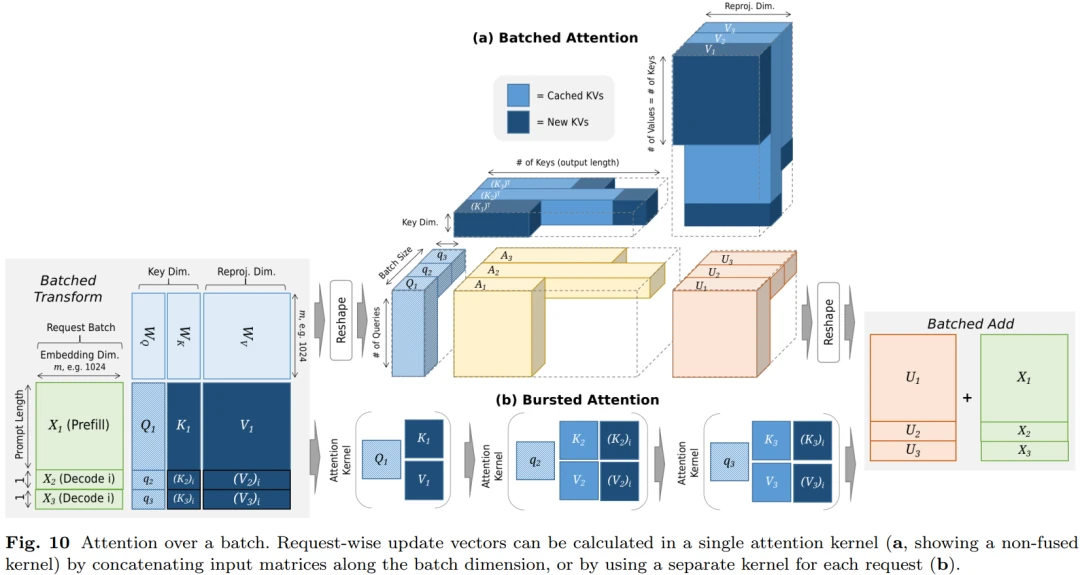 Reproj. Dim.
(a) Batched Attention
V₃
V₂
V₁
# of Values = # of Keys
= Cached KVs
= New KVs
# of Keys (output length)
(K₃)ᵀ
(K₂)ᵀ
(K₁)ᵀ
Key Dim.
Batch Size
q₃
q₂
Q₁
# of Queries
A₃
A₂
A₁
U₃
U₂
U₁
Batched
Transform
Key Dim.
Reproj. Dim.
Request Batch
Embedding Dim.
m, e.g. 1024
W_Q
W_K
W_V
m, e.g. 1024
Reshape
Reshape
Prompt Length
X₁ (Prefill)
Q₁
K₁
V₁
1
X₂ (Decode i)
q₂
(K₂)ᵢ
(V₂)ᵢ
1
X₃ (Decode i)
q₃
(K₃)ᵢ
(V₃)ᵢ
(b) Bursted Attention
Attention
Kernel
Q₁
K₁
V₁
Attention
Kernel
q₂
K₂
(K₂)ᵢ
V₂
(V₂)ᵢ
Attention
Kernel
q₃
K₃
(K₃)ᵢ
V₃
(V₃)ᵢ
Batched Add
U₁
+
X₁
U₂
X₂
U₃
X₃
Fig. 10 Attention over a batch. Request-wise update vectors can be calculated in a single attention kernel (a, showing a non-fused
kernel) by concatenating input matrices along the batch dimension, or by using a separate kernel for each request (b).